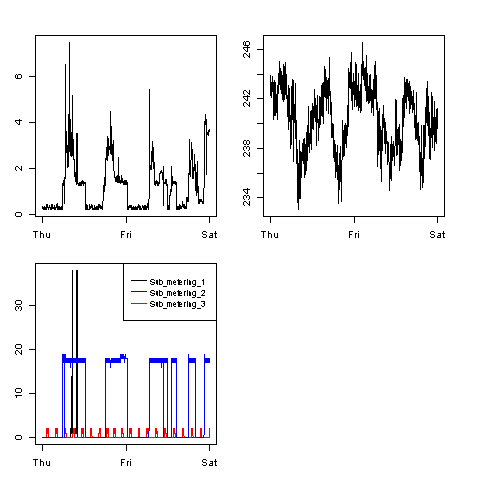 6
4
2
0
Thu Fri Sat
246
242
238
234
Thu Fri Sat
30
20
10
0
Sub_metering_1
Sub_metering_2
Sub_metering_3
Thu Fri Sat